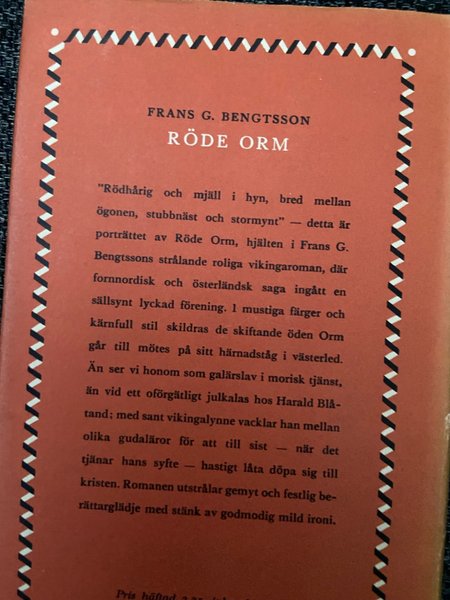 FRANS G. BENGTSSON
RÖDE ORM
"Rödhårig och mjäll i hyn, bred mellan
ögonen, stubbnäst och stormynt" — detta är
porträttet av Röde Orm, hjälten i Frans G.
Bengtssons strålande roliga vikingaroman, där
fornnordisk och österländsk saga ingått en
sällsynt lyckad förening. I mustiga färger och
kärnfull stil skildras de skiftande öden Orm
går till mötes på sitt härnadståg i västerled.
Än ser vi honom som galärslav i morisk tjänst,
än vid ett oförgätligt julkalas hos Harald Blå-
tand; med sant vikingalynne vacklar han mellan
olika gudaläror för att till sist — när det
tjänar hans syfte — hastigt låta döpa sig till
kristen. Romanen utstrålar gemyt och festlig be-
rättarglädje med stänk av godmodig mild ironi.
Pris häftad